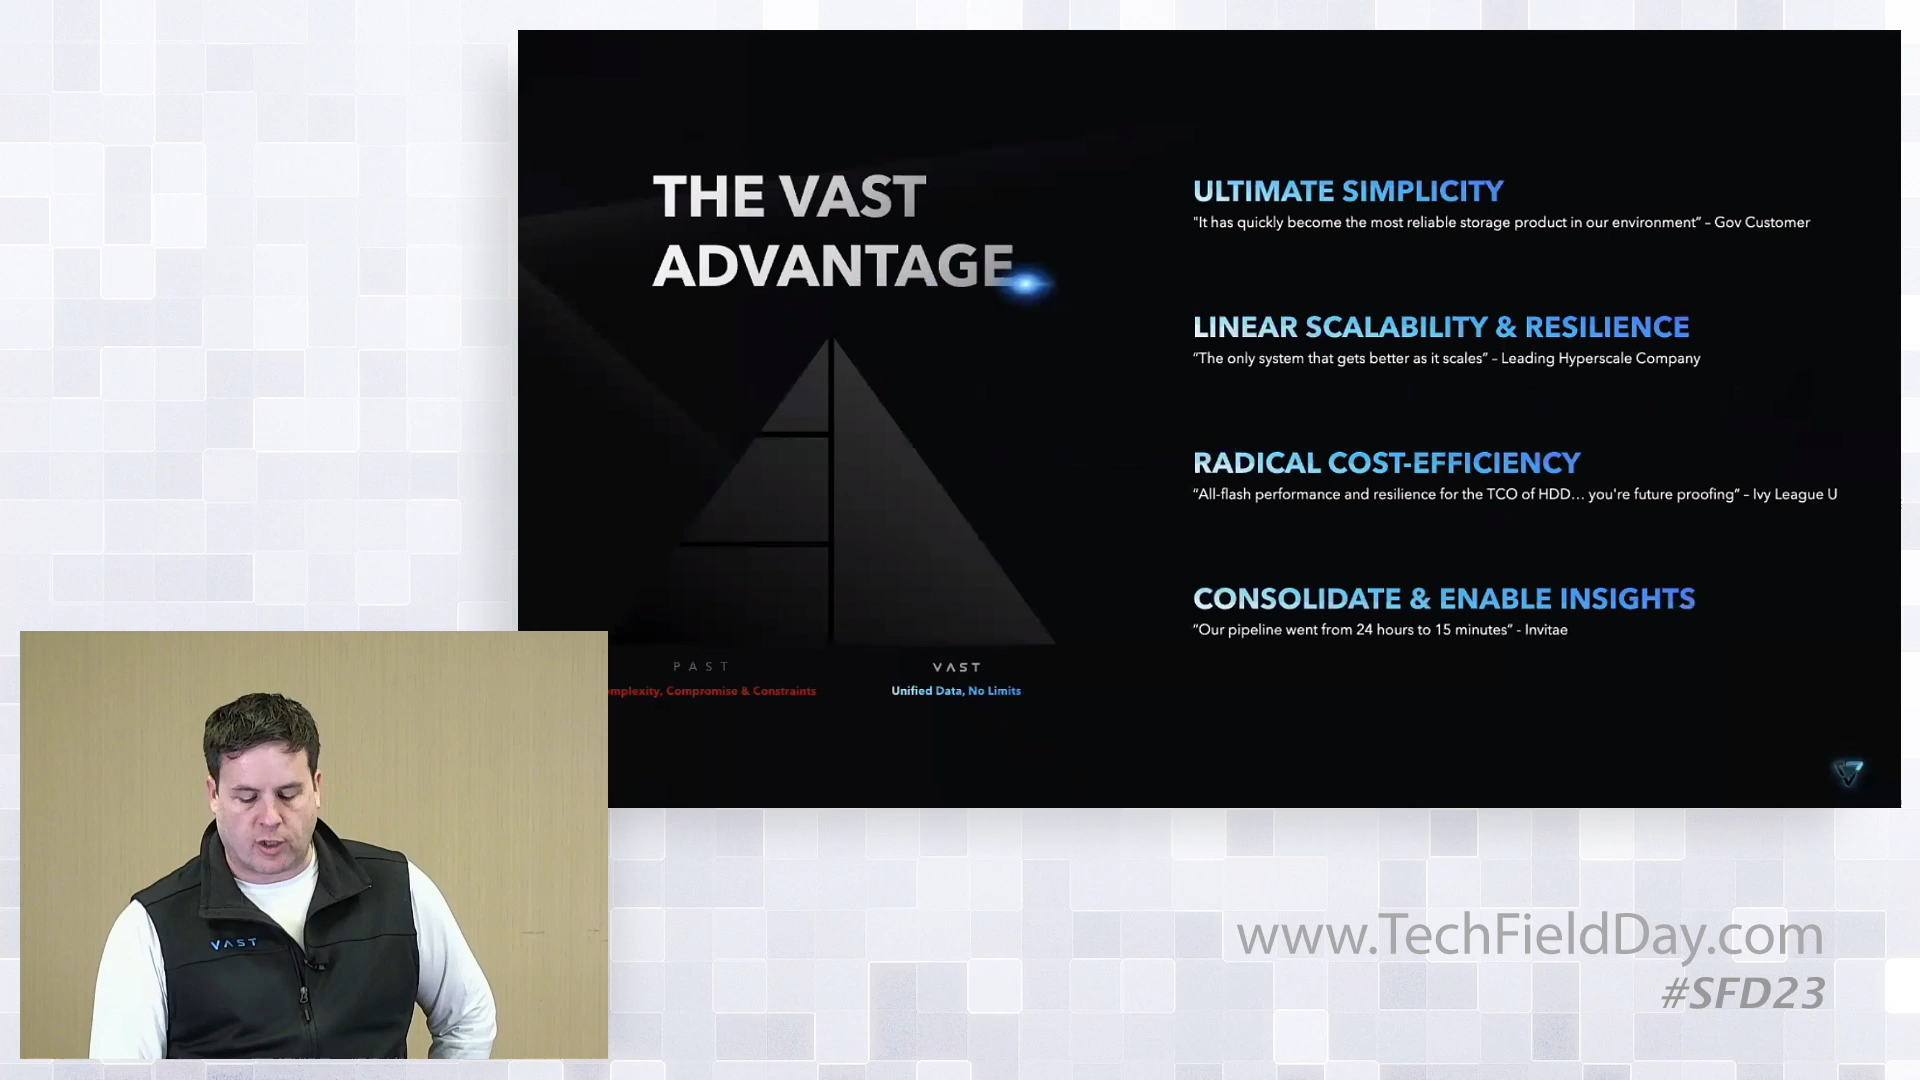 THE VAST
ADVANTAGE
PAST
Complexity, Compromise & Constraints
VAST
Unified Data, No Limits
ULTIMATE SIMPLICITY
"It has quickly become the most reliable storage product in our environment” – Gov Customer
LINEAR SCALABILITY & RESILIENCE
“The only system that gets better as it scales” – Leading Hyperscale Company
RADICAL COST-EFFICIENCY
“All-flash performance and resilience for the TCO of HDD… you're future proofing” – Ivy League U
CONSOLIDATE & ENABLE INSIGHTS
“Our pipeline went from 24 hours to 15 minutes” - Invitae
VAST
www.TechFieldDay.com
#SFD23